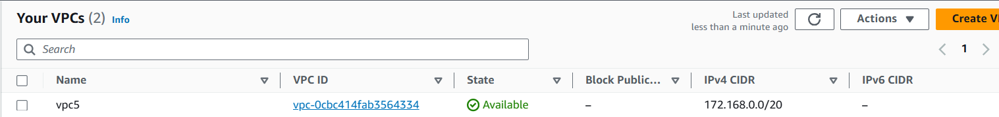 Your VPCs (2) Info
Last updated
less than a minute ago
Actions
Create V
Search
1
Name VPC ID State Block Public... IPv4 CIDR IPv6 CIDR
vpc5 vpc-0cbc414fab3564334 Available – 172.168.0.0/20 –